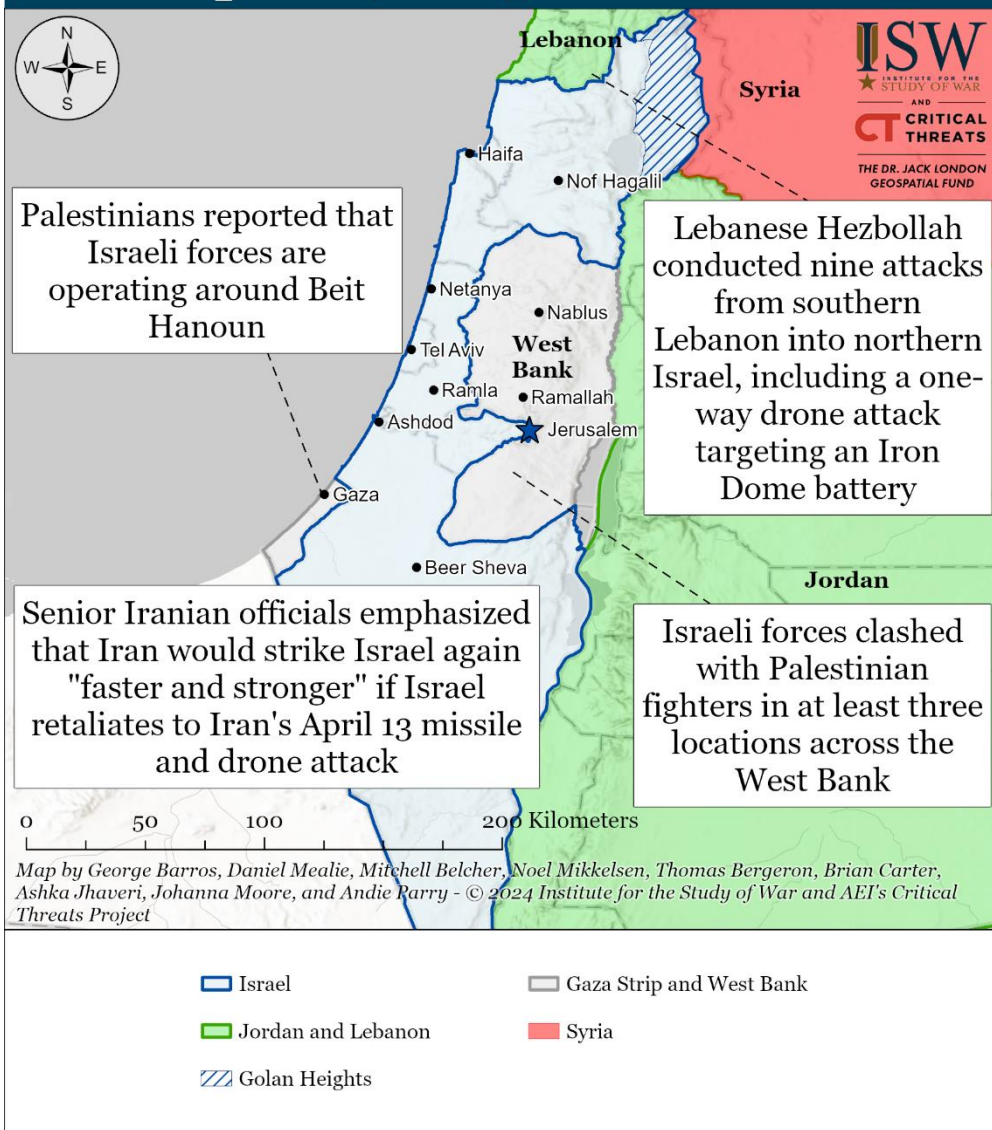 N
W E
S
Lebanon
Syria
ISW
INSTITUTE FOR THE
STUDY OF WAR
AND
CT CRITICAL
THREATS
THE DR. JACK LONDON
GEOSPATIAL FUND
Haifa
Nof Hagalil
Palestinians reported that
Israeli forces are
operating around Beit
Hanoun
Lebanese Hezbollah
conducted nine attacks
from southern
Lebanon into northern
Israel, including a one-
way drone attack
targeting an Iron
Dome battery
Netanya
Nablus
Tel Aviv
West
Bank
Ramla
Ramallah
Ashdod
Jerusalem
Gaza
Beer Sheva
Jordan
Senior Iranian officials emphasized
that Iran would strike Israel again
"faster and stronger" if Israel
retaliates to Iran's April 13 missile
and drone attack
Israeli forces clashed
with Palestinian
fighters in at least three
locations across the
West Bank
0 50 100 200 Kilometers
Map by George Barros, Daniel Mealie, Mitchell Belcher, Noel Mikkelsen, Thomas Bergeron, Brian Carter,
Ashka Jhaveri, Johanna Moore, and Andie Parry - © 2024 Institute for the Study of War and AEI's Critical
Threats Project
Israel
Gaza Strip and West Bank
Jordan and Lebanon
Syria
Golan Heights